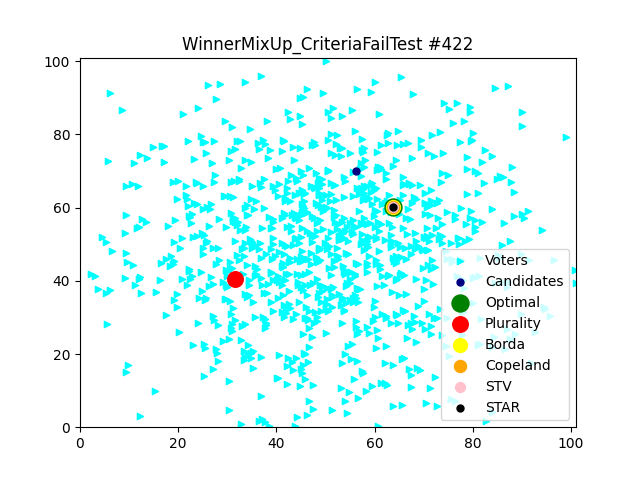 WinnerMixUp_CriteriaFailTest #422
100
80
60
40
20
0
0 20 40 60 80 100
Voters
Candidates
Optimal
Plurality
Borda
Copeland
STV
STAR